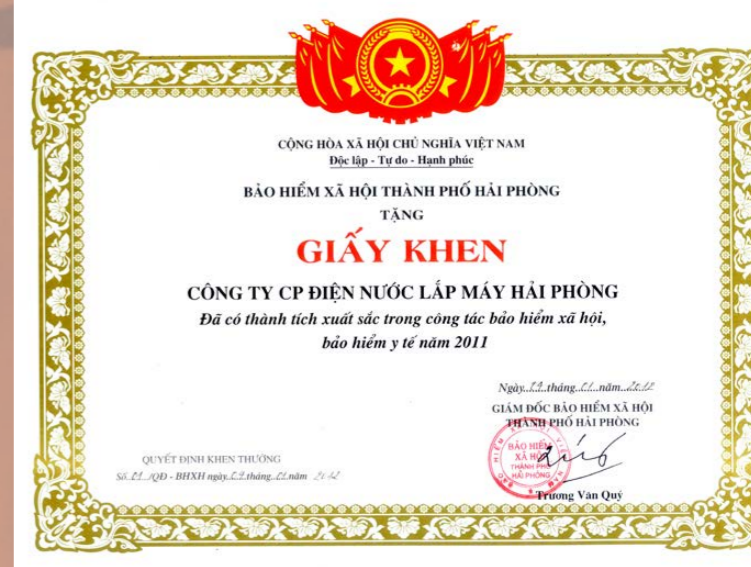 CỘNG HÒA XÃ HỘI CHỦ NGHĨA VIỆT NAM
Độc lập - Tự do - Hạnh phúc
BẢO HIỂM XÃ HỘI THÀNH PHỐ HẢI PHÒNG
TẶNG
GIẤY KHEN
CÔNG TY CP ĐIỆN NƯỚC LẮP MÁY HẢI PHÒNG
Đã có thành tích xuất sắc trong công tác bảo hiểm xã hội,
bảo hiểm y tế năm 2011
Ngày tháng năm 2012
GIÁM ĐỐC BẢO HIỂM XÃ HỘI
THÀNH PHỐ HẢI PHÒNG
BẢO HIỂM
XÃ HỘI
THÀNH PHỐ
HẢI PHÒNG
Trương Văn Quý
QUYẾT ĐỊNH KHEN THƯỞNG
Số /QĐ - BHXH ngày tháng năm 2012